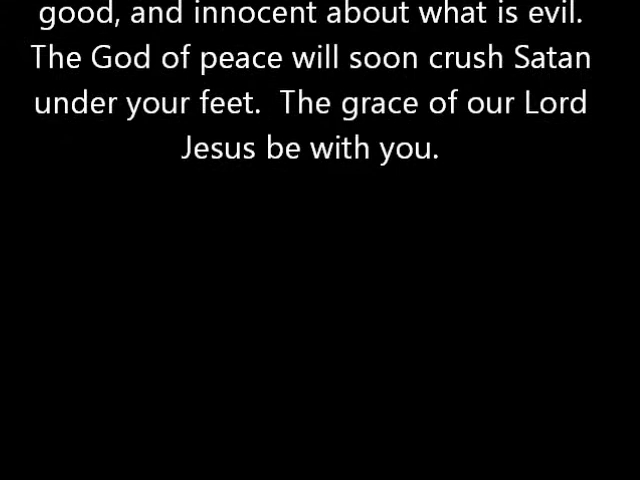 good, and innocent about what is evil.
The God of peace will soon crush Satan
under your feet.  The grace of our Lord
Jesus be with you.